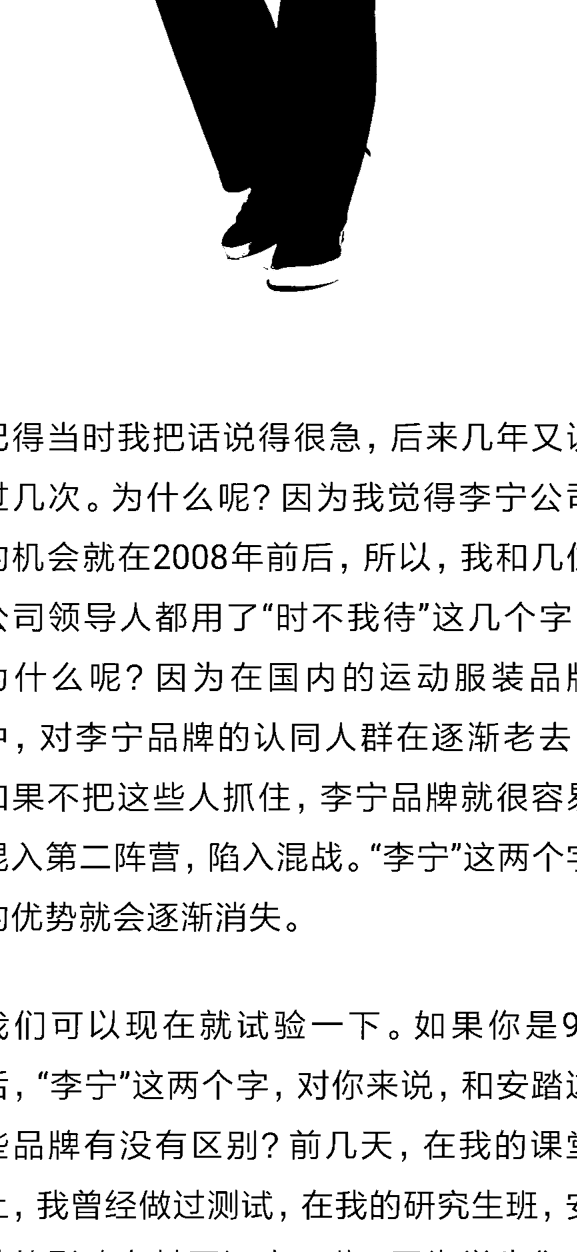 得当时我把话说得很急，后来几年又
几次。为什么呢？因为我觉得李宁公司
机会就在2008年前后，所以，我和几位
公司领导人都用了“时不我待”这几个字
为什么呢？因为在国内的运动服装品牌
中，对李宁品牌的认同人群在逐渐老去
如果不把这些人抓住，李宁品牌就很容易
混入第二阵营，陷入混战。“李宁”这两个字
的优势就会逐渐消失。
我们可以现在就试验一下。如果你是9
后，“李宁”这两个字，对你来说，和安踏这
些品牌有没有区别？前几天，在我的课堂
上，我曾经做过测试，在我的研究生班，安